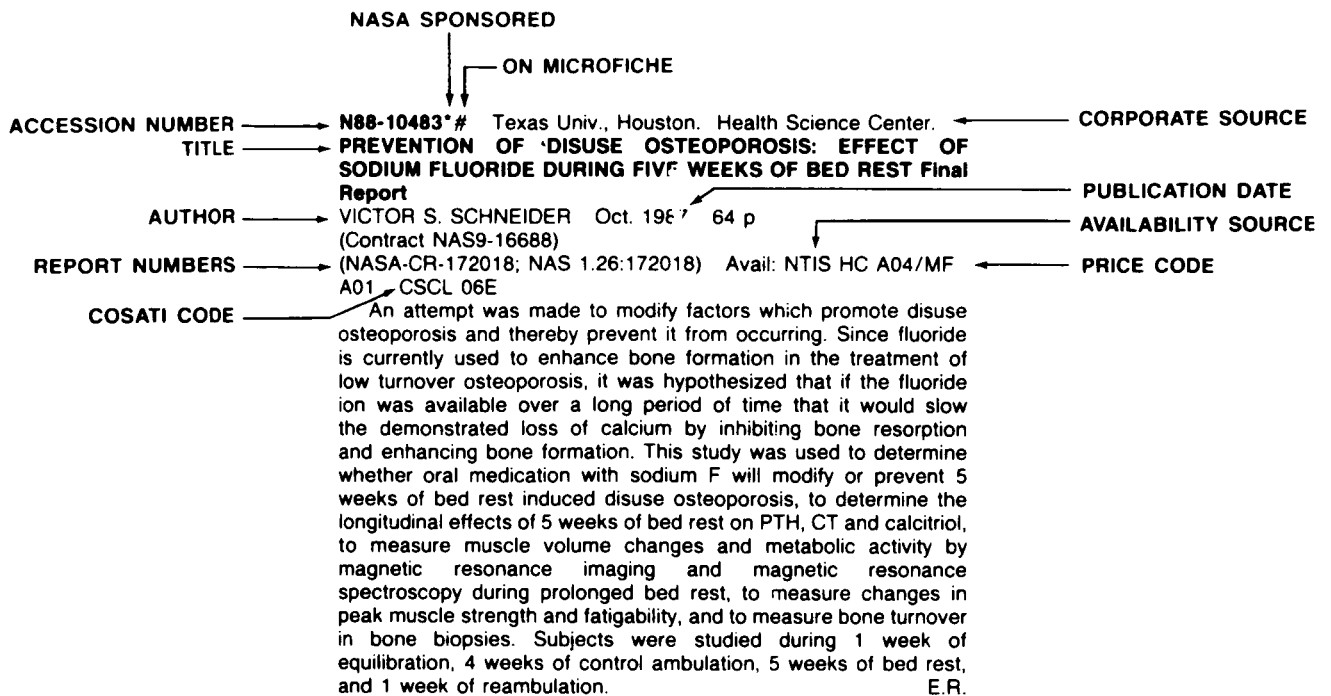 NASA SPONSORED
ON MICROFICHE
ACCESSION NUMBER N88-10483*# Texas Univ., Houston. Health Science Center. CORPORATE SOURCE
TITLE PREVENTION OF DISUSE OSTEOPOROSIS: EFFECT OF
SODIUM FLUORIDE DURING FIVE WEEKS OF BED REST Final
Report
PUBLICATION DATE
AUTHOR VICTOR S. SCHNEIDER Oct. 64 p
AVAILABILITY SOURCE
(Contract NAS9-16688)
REPORT NUMBERS (NASA-CR-172018; NAS 1.26:172018) Avail: NTIS HC A04/MF PRICE CODE
A01 CSCL 06E
COSATI CODE
An attempt was made to modify factors which promote disuse
osteoporosis and thereby prevent it from occurring. Since fluoride
is currently used to enhance bone formation in the treatment of
low turnover osteoporosis, it was hypothesized that if the fluoride
ion was available over a long period of time that it would slow
the demonstrated loss of calcium by inhibiting bone resorption
and enhancing bone formation. This study was used to determine
whether oral medication with sodium F will modify or prevent 5
weeks of bed rest induced disuse osteoporosis, to determine the
longitudinal effects of 5 weeks of bed rest on PTH, CT and calcitriol,
to measure muscle volume changes and metabolic activity by
magnetic resonance imaging and magnetic resonance
spectroscopy during prolonged bed rest, to measure changes in
peak muscle strength and fatigability, and to measure bone turnover
in bone biopsies. Subjects were studied during 1 week of
equilibration, 4 weeks of control ambulation, 5 weeks of bed rest,
and 1 week of reambulation. E.R.